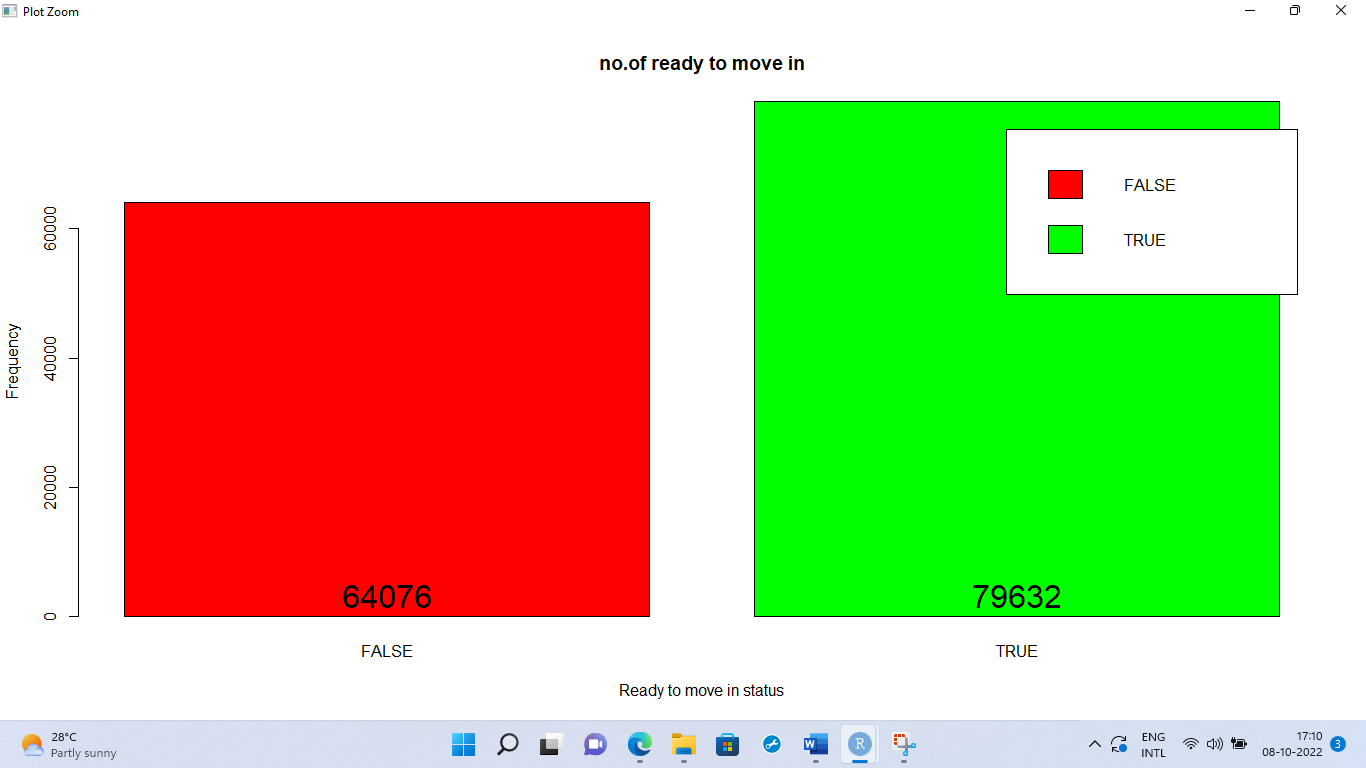 Plot Zoom
no.of ready to move in
FALSE
TRUE
Frequency
60000
40000
20000
0
64076
79632
FALSE
TRUE
Ready to move in status
28°C
Partly sunny
W
R
ENG
INTL
17:10
08-10-2022
3